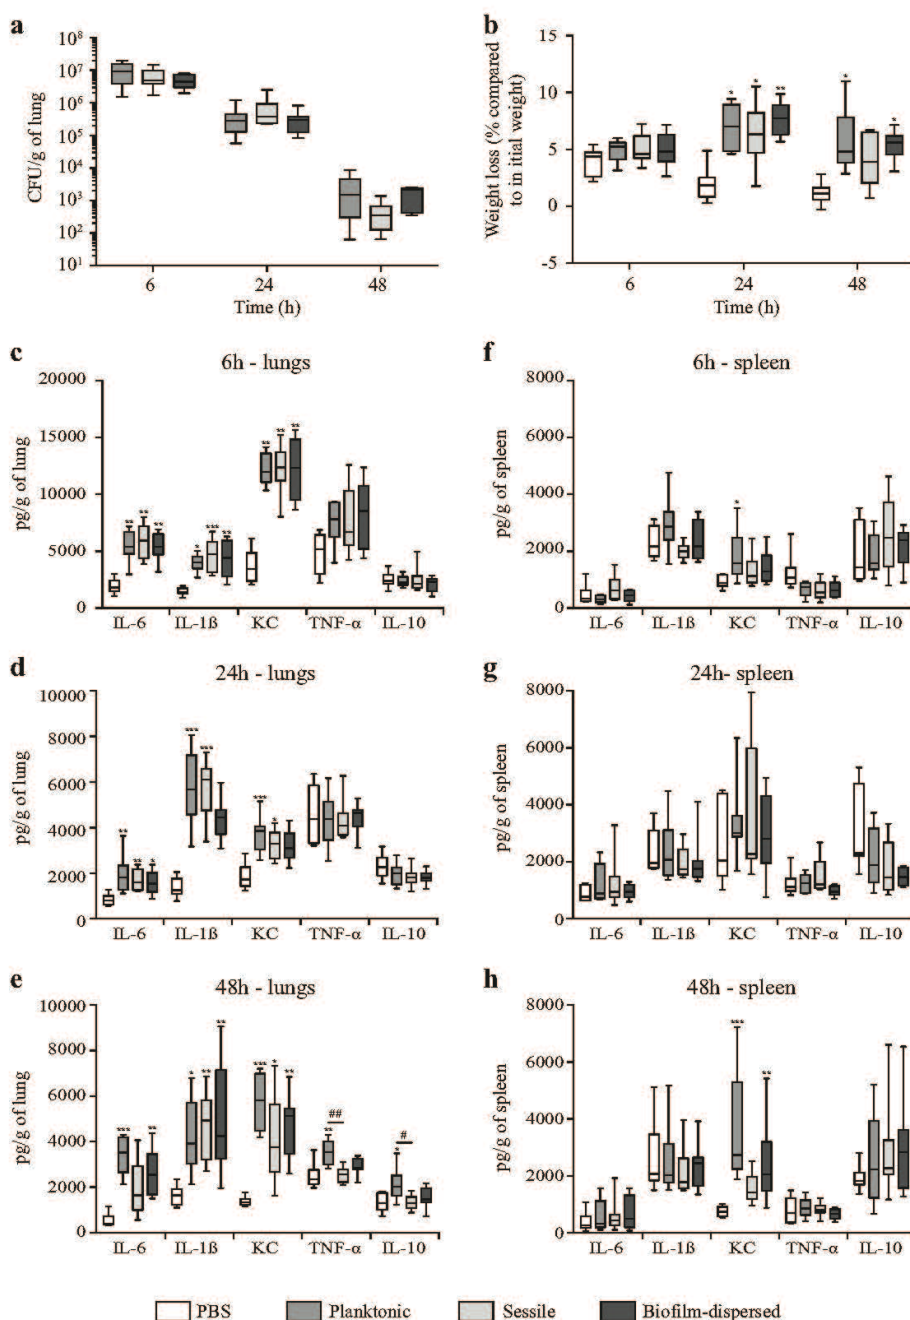 a
10⁸
10⁷
10⁶
10⁵
10⁴
10³
10²
10¹
CFU/g of lung
6 24 48
Time (h)
b
15
10
5
0
-5
Weight loss (% compared
to in itial weight)
* * **
* *
6 24 48
Time (h)
c
6h - lungs
20000
15000
10000
5000
0
pg/g of lung
** ** ** * *** ** ** ** **
IL-6 IL-1ß KC TNF-α IL-10
f
6h - spleen
8000
6000
4000
2000
0
pg/g of spleen
*
IL-6 IL-1ß KC TNF-α IL-10
d
24h - lungs
10000
8000
6000
4000
2000
0
pg/g of lung
** ** * *** *** *** *
IL-6 IL-1ß KC TNF-α IL-10
g
24h- spleen
8000
6000
4000
2000
0
pg/g of spleen
IL-6 IL-1ß KC TNF-α IL-10
e
48h - lungs
10000
8000
6000
4000
2000
0
pg/g of lung
*** ** * ** ** *** * ** ** ## * #
IL-6 IL-1ß KC TNF-α IL-10
h
48h - spleen
8000
6000
4000
2000
0
pg/g of spleen
*** **
IL-6 IL-1ß KC TNF-α IL-10
PBS Planktonic Sessile Biofilm-dispersed